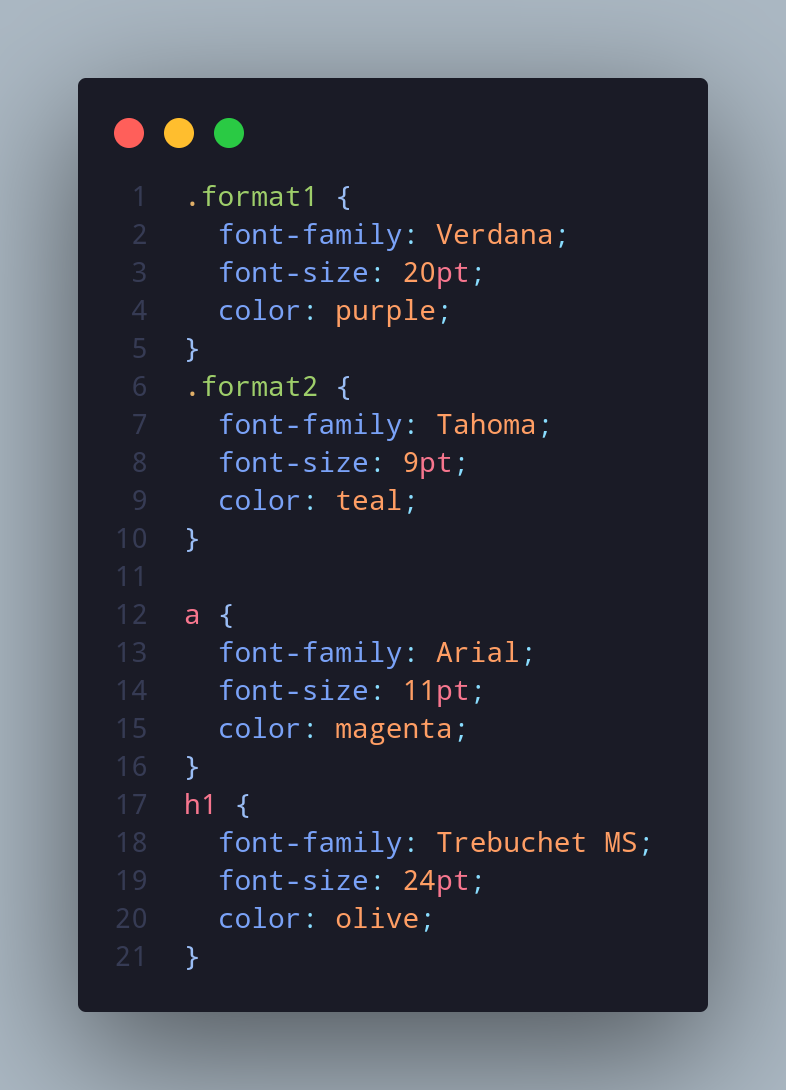 1 .format1 {
2   font-family: Verdana;
3   font-size: 20pt;
4   color: purple;
5 }
6 .format2 {
7   font-family: Tahoma;
8   font-size: 9pt;
9   color: teal;
10 }
11
12 a {
13   font-family: Arial;
14   font-size: 11pt;
15   color: magenta;
16 }
17 h1 {
18   font-family: Trebuchet MS;
19   font-size: 24pt;
20   color: olive;
21 }